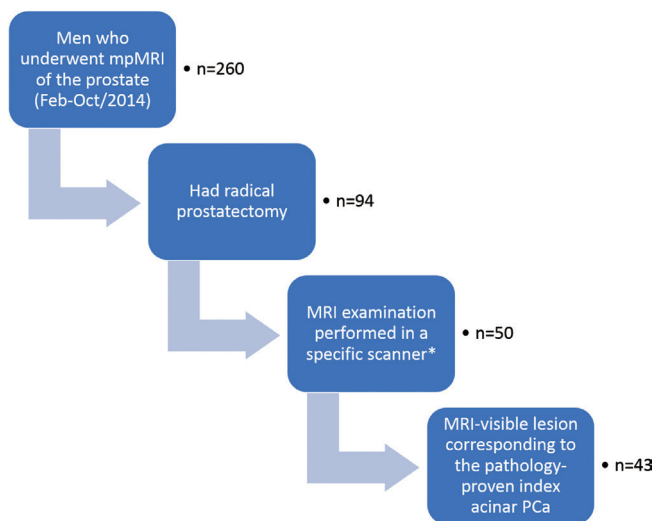 Men who
underwent mpMRI
of the prostate
(Feb-Oct/2014)
• n=260
Had radical
prostatectomy
• n=94
MRI examination
performed in a
specific scanner*
• n=50
MRI-visible lesion
corresponding to
the pathology-
proven index
acinar PCa
• n=43